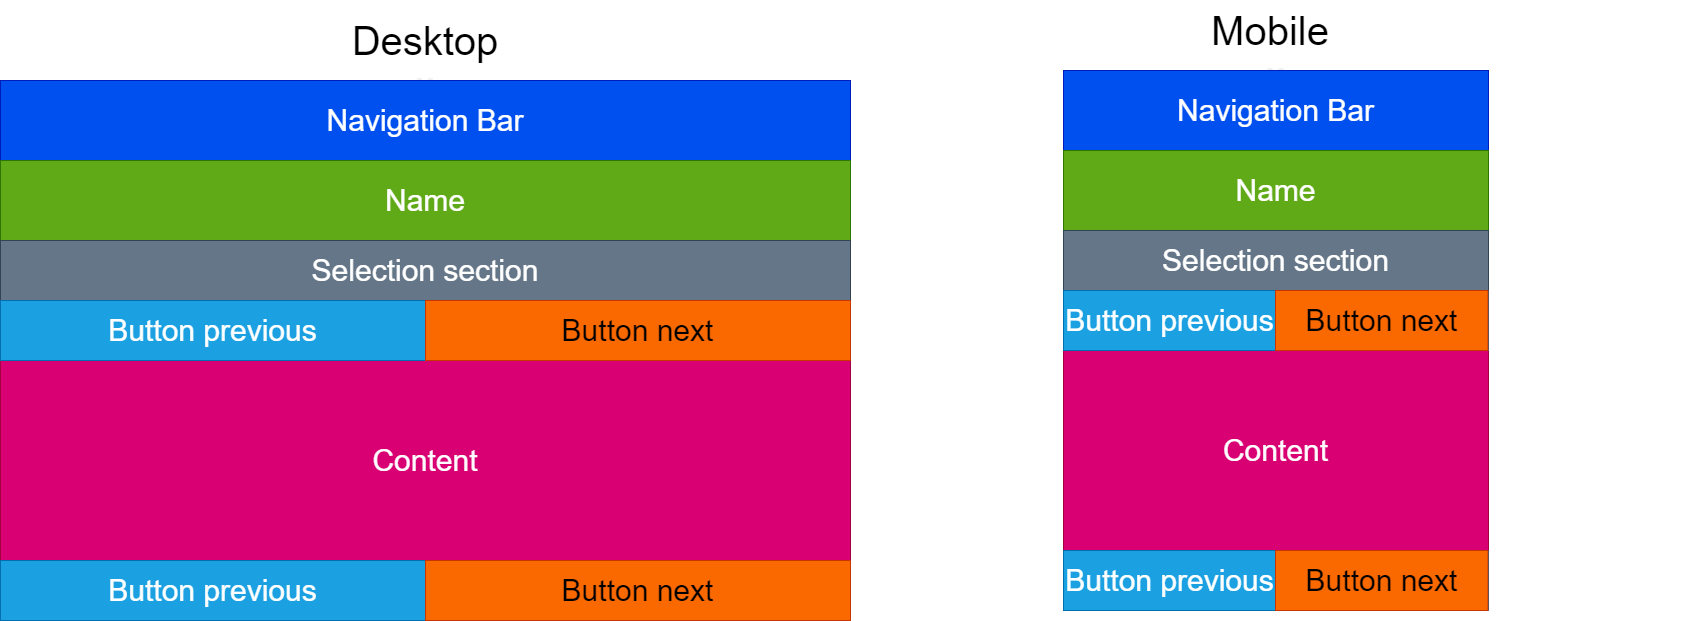 Desktop
Navigation Bar
Name
Selection section
Button previous
Button next
Content
Button previous
Button next
Mobile
Navigation Bar
Name
Selection section
Button previous
Button next
Content
Button previous
Button next